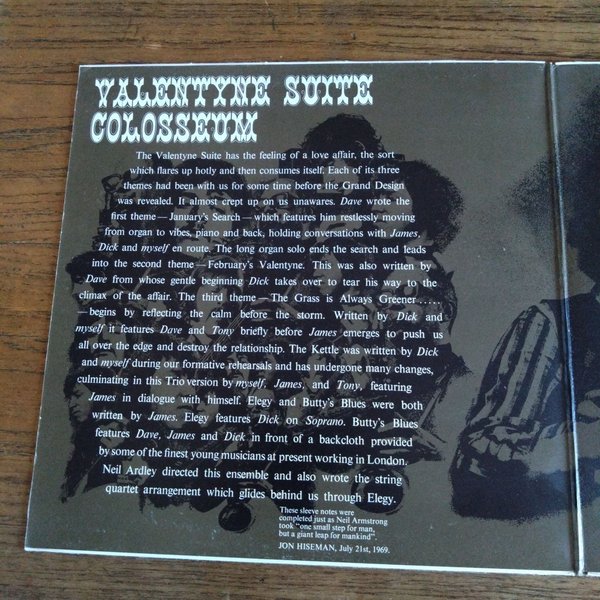 VALENTYNE SUITE
COLOSSEUM
The Valentyne Suite has the feeling of a love affair, the sort
which flares up hotly and then consumes itself. Each of its three
themes had been with us for some time before the Grand Design
was revealed. It almost crept up on us unawares. Dave wrote the
first theme — January's Search — which features him restlessly moving
from organ to vibes, piano and back, holding conversations with James,
Dick and myself en route. The long organ solo ends the search and leads
into the second theme — February's Valentyne. This was also written by
Dave from whose gentle beginning Dick takes over to tear his way to the
climax of the affair. The third theme — The Grass is Always Greener......
— begins by reflecting the calm before the storm. Written by Dick and
myself it features Dave and Tony briefly before James emerges to push us
all over the edge and destroy the relationship. The Kettle was written by Dick
and myself during our formative rehearsals and has undergone many changes,
culminating in this Trio version by myself, James, and Tony, featuring
James in dialogue with himself. Elegy and Butty's Blues were both
written by James. Elegy features Dick on Soprano. Butty's Blues
features Dave, James and Dick in front of a backcloth provided
by some of the finest young musicians at present working in London.
Neil Ardley directed this ensemble and also wrote the string
quartet arrangement which glides behind us through Elegy.
These sleeve notes were
completed just as Neil Armstrong
took "one small step for man,
but a giant leap for mankind".
JON HISEMAN, July 21st, 1969.